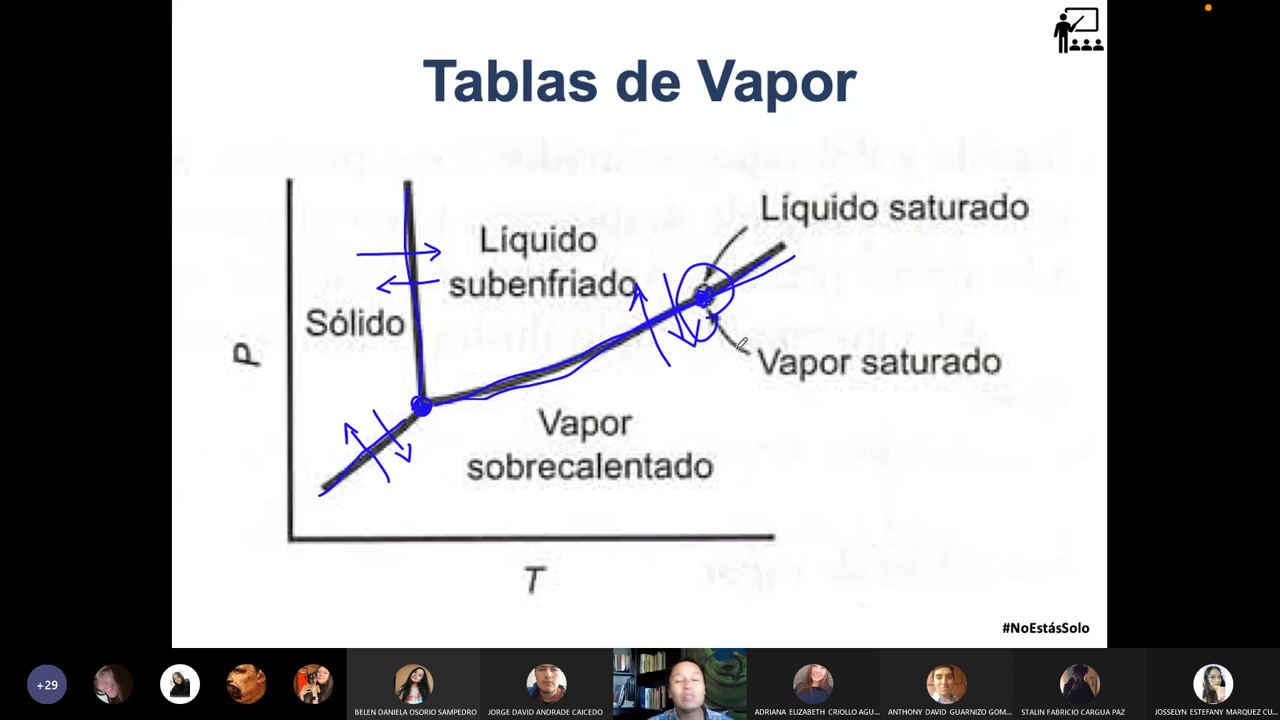 Tablas de Vapor
Líquido saturado
Líquido
subenfriado
Sólido
P
Vapor saturado
Vapor
sobrecalentado
T
#NoEstásSolo
+29
BELEN DANIELA OSORIO SAMPEDRO
JORGE DAVID ANDRADE CAICEDO
ADRIANA ELIZABETH CRIOLLO AGU...
ANTHONY DAVID GUARNIZO GOM...
STALIN FABRICIO CARGUA PAZ
JOSSELYN ESTEFANY MARQUEZ CU...